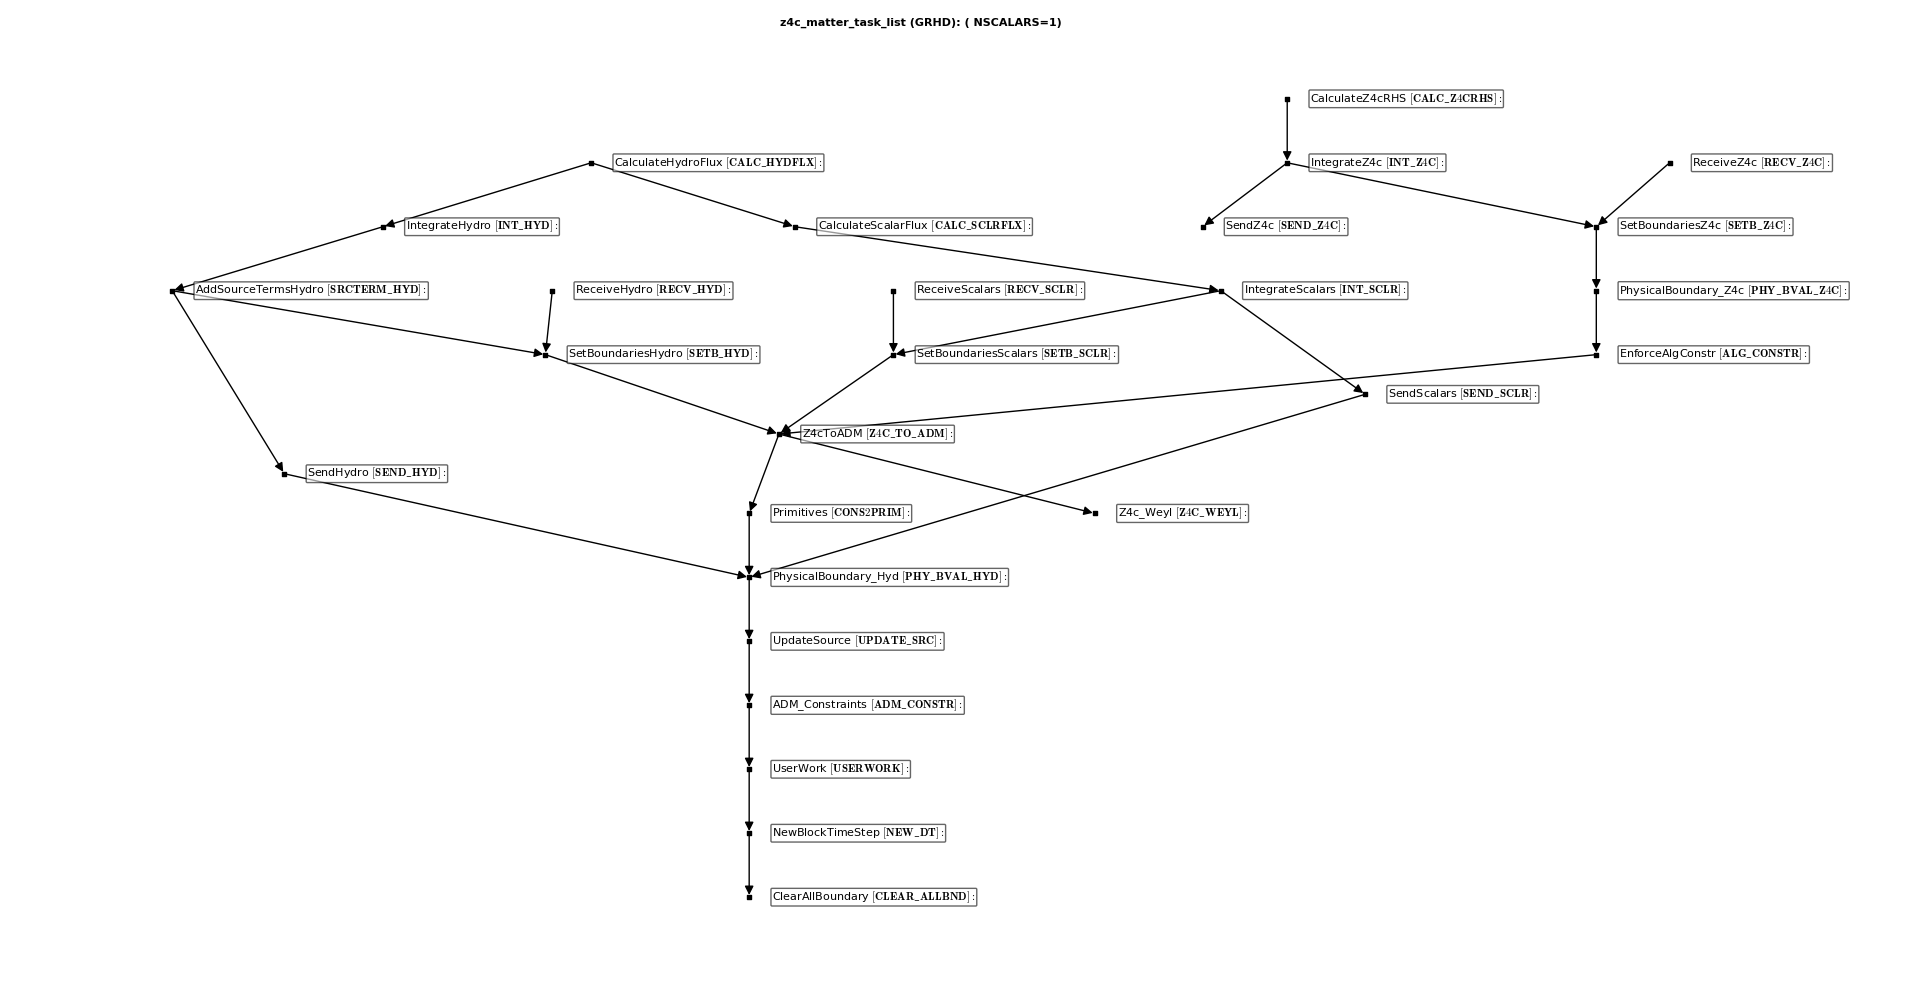 z4c_matter_task_list (GRHD): ( NSCALARS=1)
CalculateZ4cRHS [CALC_Z4CRHS]:
CalculateHydroFlux [CALC_HYDFLX]:
IntegrateZ4c [INT_Z4C]:
ReceiveZ4c [RECV_Z4C]:
IntegrateHydro [INT_HYD]:
CalculateScalarFlux [CALC_SCLRFLX]:
SendZ4c [SEND_Z4C]:
SetBoundariesZ4c [SETB_Z4C]:
AddSourceTermsHydro [SRCTERM_HYD]:
ReceiveHydro [RECV_HYD]:
ReceiveScalars [RECV_SCLR]:
IntegrateScalars [INT_SCLR]:
PhysicalBoundary_Z4c [PHY_BVAL_Z4C]:
SetBoundariesHydro [SETB_HYD]:
SetBoundariesScalars [SETB_SCLR]:
EnforceAlgConstr [ALG_CONSTR]:
SendScalars [SEND_SCLR]:
Z4cToADM [Z4C_TO_ADM]:
SendHydro [SEND_HYD]:
Primitives [CONS2PRIM]:
Z4c_Weyl [Z4C_WEYL]:
PhysicalBoundary_Hyd [PHY_BVAL_HYD]:
UpdateSource [UPDATE_SRC]:
ADM_Constraints [ADM_CONSTR]:
UserWork [USERWORK]:
NewBlockTimeStep [NEW_DT]:
ClearAllBoundary [CLEAR_ALLBND]: